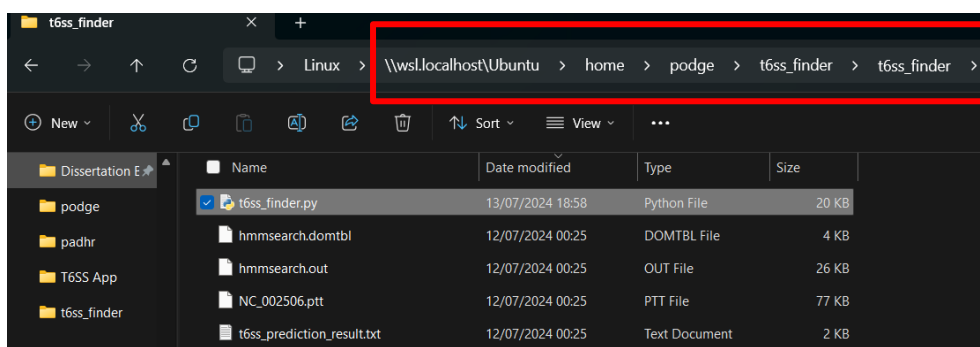 t6ss_finder
Linux > \\wsl.localhost\Ubuntu > home > podge > t6ss_finder > t6ss_finder >
New Sort View
Dissertation E
podge
padhr
T6SS App
t6ss_finder
Name Date modified Type Size
t6ss_finder.py 13/07/2024 18:58 Python File 20 KB
hmmsearch.domtbl 12/07/2024 00:25 DOMTBL File 4 KB
hmmsearch.out 12/07/2024 00:25 OUT File 26 KB
NC_002506.ptt 12/07/2024 00:25 PTT File 77 KB
t6ss_prediction_result.txt 12/07/2024 00:25 Text Document 2 KB